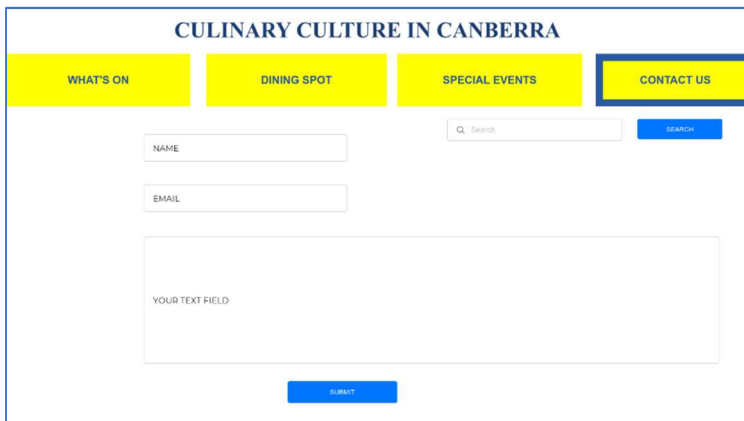 CULINARY CULTURE IN CANBERRA
WHAT'S ON DINING SPOT SPECIAL EVENTS CONTACT US
Search SEARCH
NAME
EMAIL
YOUR TEXT FIELD
SUBMIT